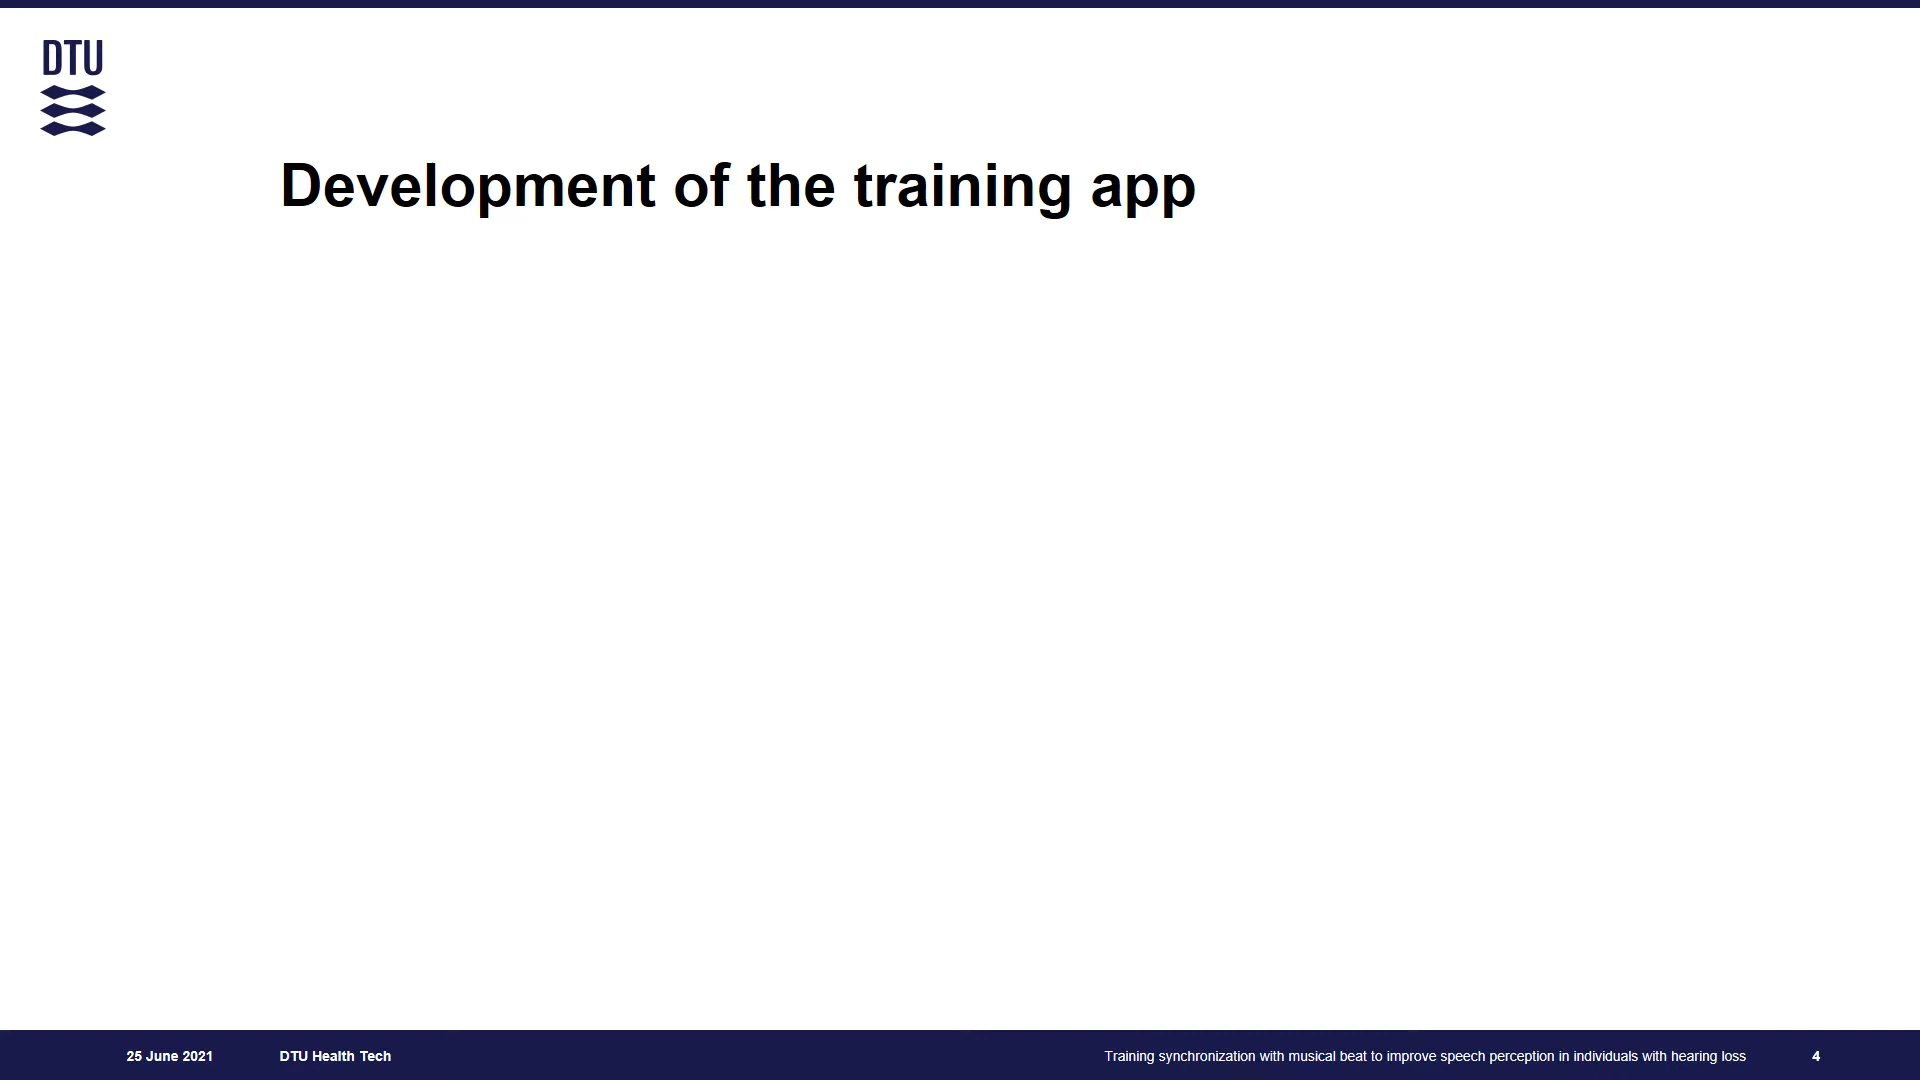 DTU
Development of the training app
25 June 2021 DTU Health Tech Training synchronization with musical beat to improve speech perception in individuals with hearing loss 4